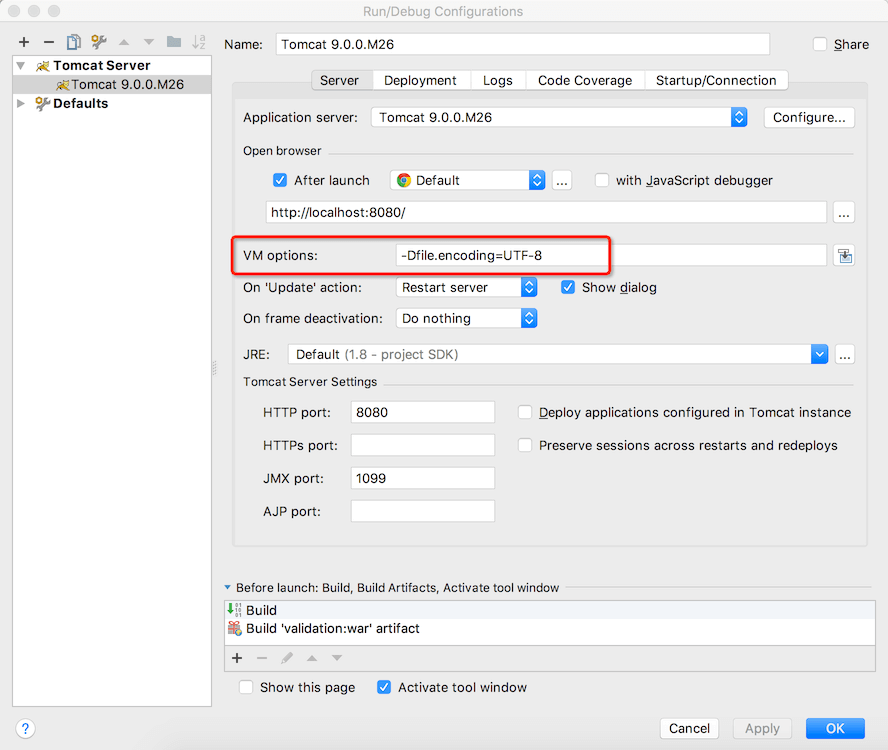 Run/Debug Configurations
Name: Tomcat 9.0.0.M26 Share
Tomcat Server
Tomcat 9.0.0.M26
Defaults
Server Deployment Logs Code Coverage Startup/Connection
Application server: Tomcat 9.0.0.M26 Configure...
Open browser
After launch Default ... with JavaScript debugger
http://localhost:8080/ ...
VM options: -Dfile.encoding=UTF-8
On 'Update' action: Restart server Show dialog
On frame deactivation: Do nothing
JRE: Default (1.8 - project SDK) ...
Tomcat Server Settings
HTTP port: 8080 Deploy applications configured in Tomcat instance
HTTPs port: Preserve sessions across restarts and redeploys
JMX port: 1099
AJP port:
Before launch: Build, Build Artifacts, Activate tool window
Build
Build 'validation:war' artifact
Show this page Activate tool window
? Cancel Apply OK